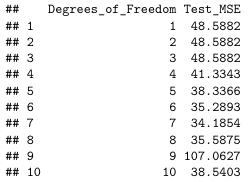 ##    Degrees_of_Freedom Test_MSE
## 1                   1  48.5882
## 2                   2  48.5882
## 3                   3  48.5882
## 4                   4  41.3343
## 5                   5  38.3366
## 6                   6  35.2893
## 7                   7  34.1854
## 8                   8  35.5875
## 9                   9 107.0627
## 10                 10  38.5403